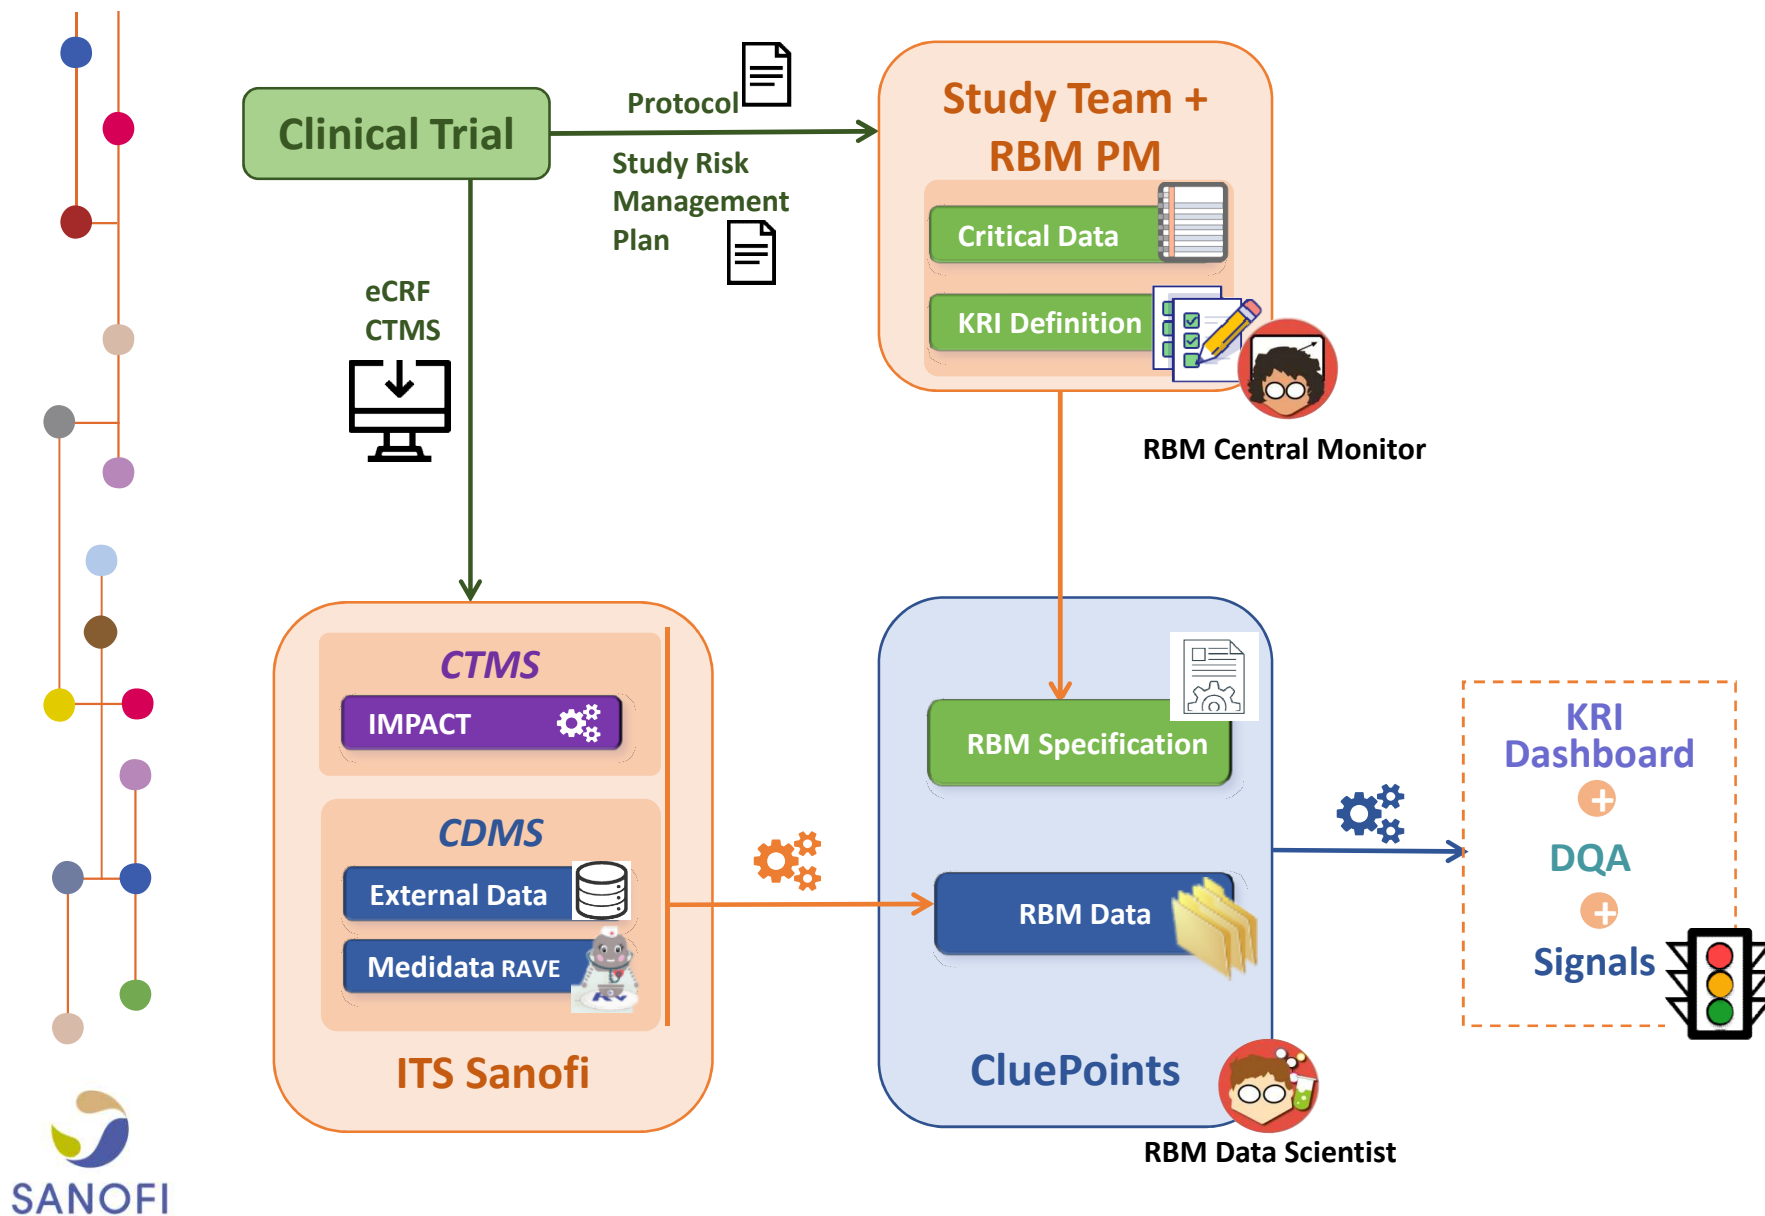 Clinical Trial
Protocol
Study Risk
Management
Plan
eCRF
CTMS
Study Team +
RBM PM
Critical Data
KRI Definition
RBM Central Monitor
CTMS
IMPACT
CDMS
External Data
Medidata RAVE
RV
ITS Sanofi
RBM Specification
RBM Data
CluePoints
RBM Data Scientist
KRI
Dashboard
+
DQA
+
Signals
SANOFI